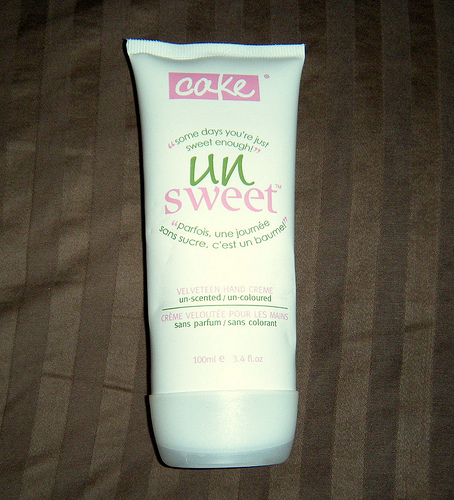 cake®
“some days you're just
sweet enough!”
un
sweet™
“parfois, une journée
sans sucre, c'est un baume!”
VELVETEEN HAND CREME
un-scented / un-coloured
CRÈME VELOUTÉE POUR LES MAINS
sans parfum / sans colorant
100ml e 3.4 fl.oz